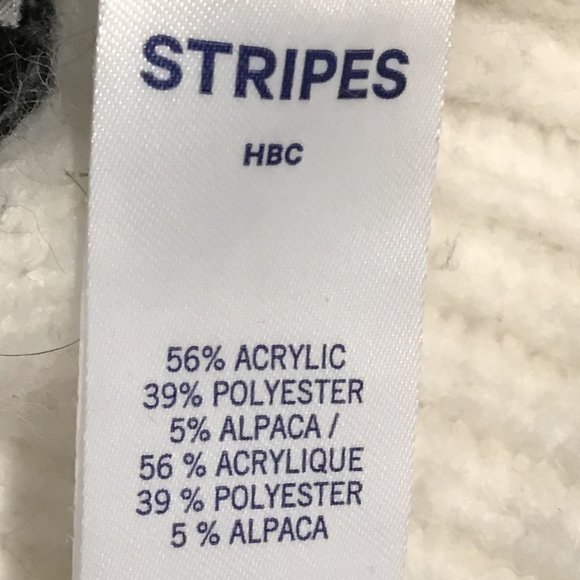 STRIPES
HBC
56% ACRYLIC
39% POLYESTER
5% ALPACA /
56 % ACRYLIQUE
39 % POLYESTER
5 % ALPACA